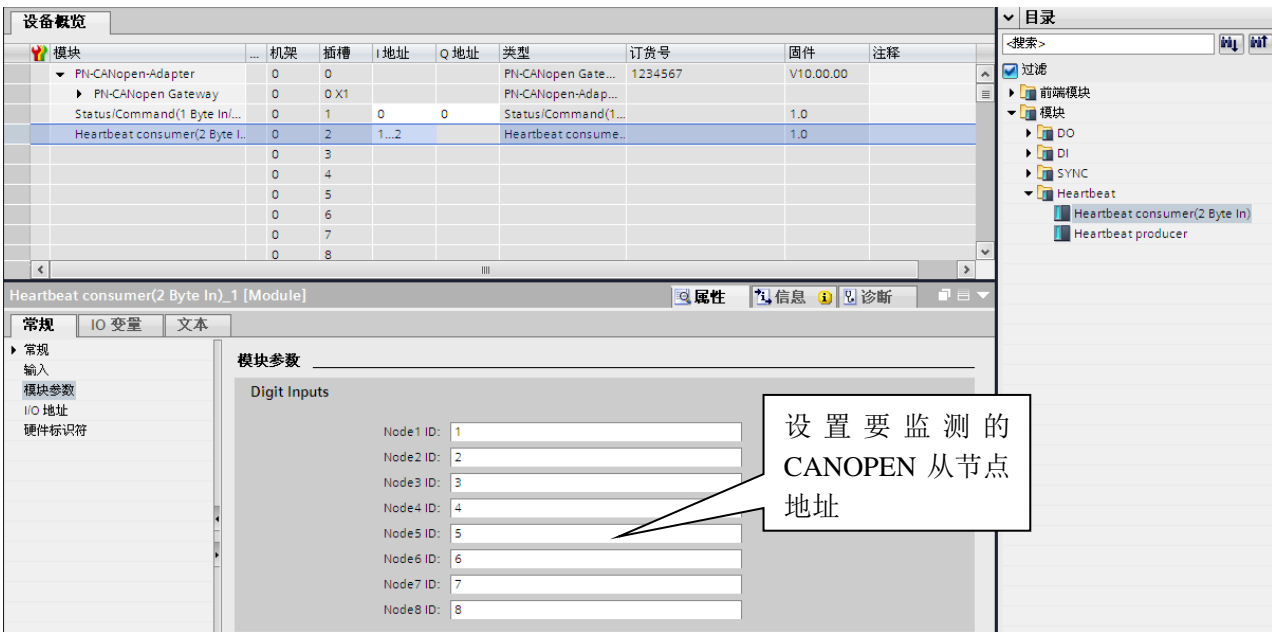 设备概览
模块 ... 机架 插槽 I地址 Q地址 类型 订货号 固件 注释
PN-CANopen-Adapter 0 0 PN-CANopen Gate... 1234567 V10.00.00
PN-CANopen Gateway 0 0 X1 PN-CANopen-Adap...
Status/Command(1 Byte In/... 0 1 0 0 Status/Command(1... 1.0
Heartbeat consumer(2 Byte I.. 0 2 1...2 Heartbeat consume.. 1.0
0 3
0 4
0 5
0 6
0 7
0 8
Heartbeat consumer(2 Byte In)_1 [Module]
属性 信息 诊断
常规 IO 变量 文本
常规
输入
模块参数
I/O 地址
硬件标识符
模块参数
Digit Inputs
Node1 ID: 1
Node2 ID: 2
Node3 ID: 3
Node4 ID: 4
Node5 ID: 5
Node6 ID: 6
Node7 ID: 7
Node8 ID: 8
设置要监测的
CANOPEN 从节点
地址
目录
<搜索>
过滤
前端模块
模块
DO
DI
SYNC
Heartbeat
Heartbeat consumer(2 Byte In)
Heartbeat producer